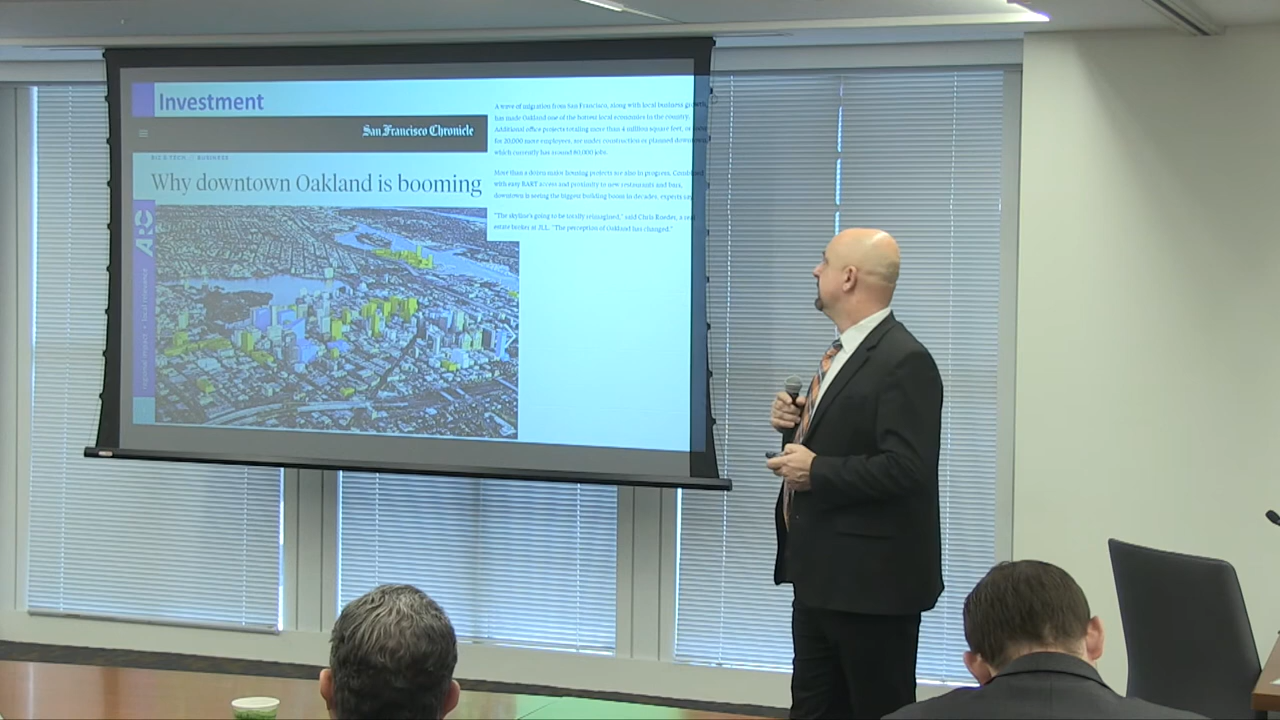 Investment
San Francisco Chronicle
BIZ & TECH // BUSINESS
Why downtown Oakland is booming
ARC
regional impact + local
A wave of migration from San Francisco, along with local business growth,
has made Oakland one of the hottest local economies in the country.
Additional office projects totaling more than 4 million square feet, or
for 20,000 more employees, are under construction or planned downtown,
which currently has around 80,000 jobs.
More than a dozen major housing projects are also in progress. Combined
with easy BART access and proximity to new restaurants and bars,
downtown is seeing the biggest building boom in decades, experts say.
"The skyline's going to be totally reimagined," said Chris Roeder, a real
estate broker at JLL. "The perception of Oakland has changed."